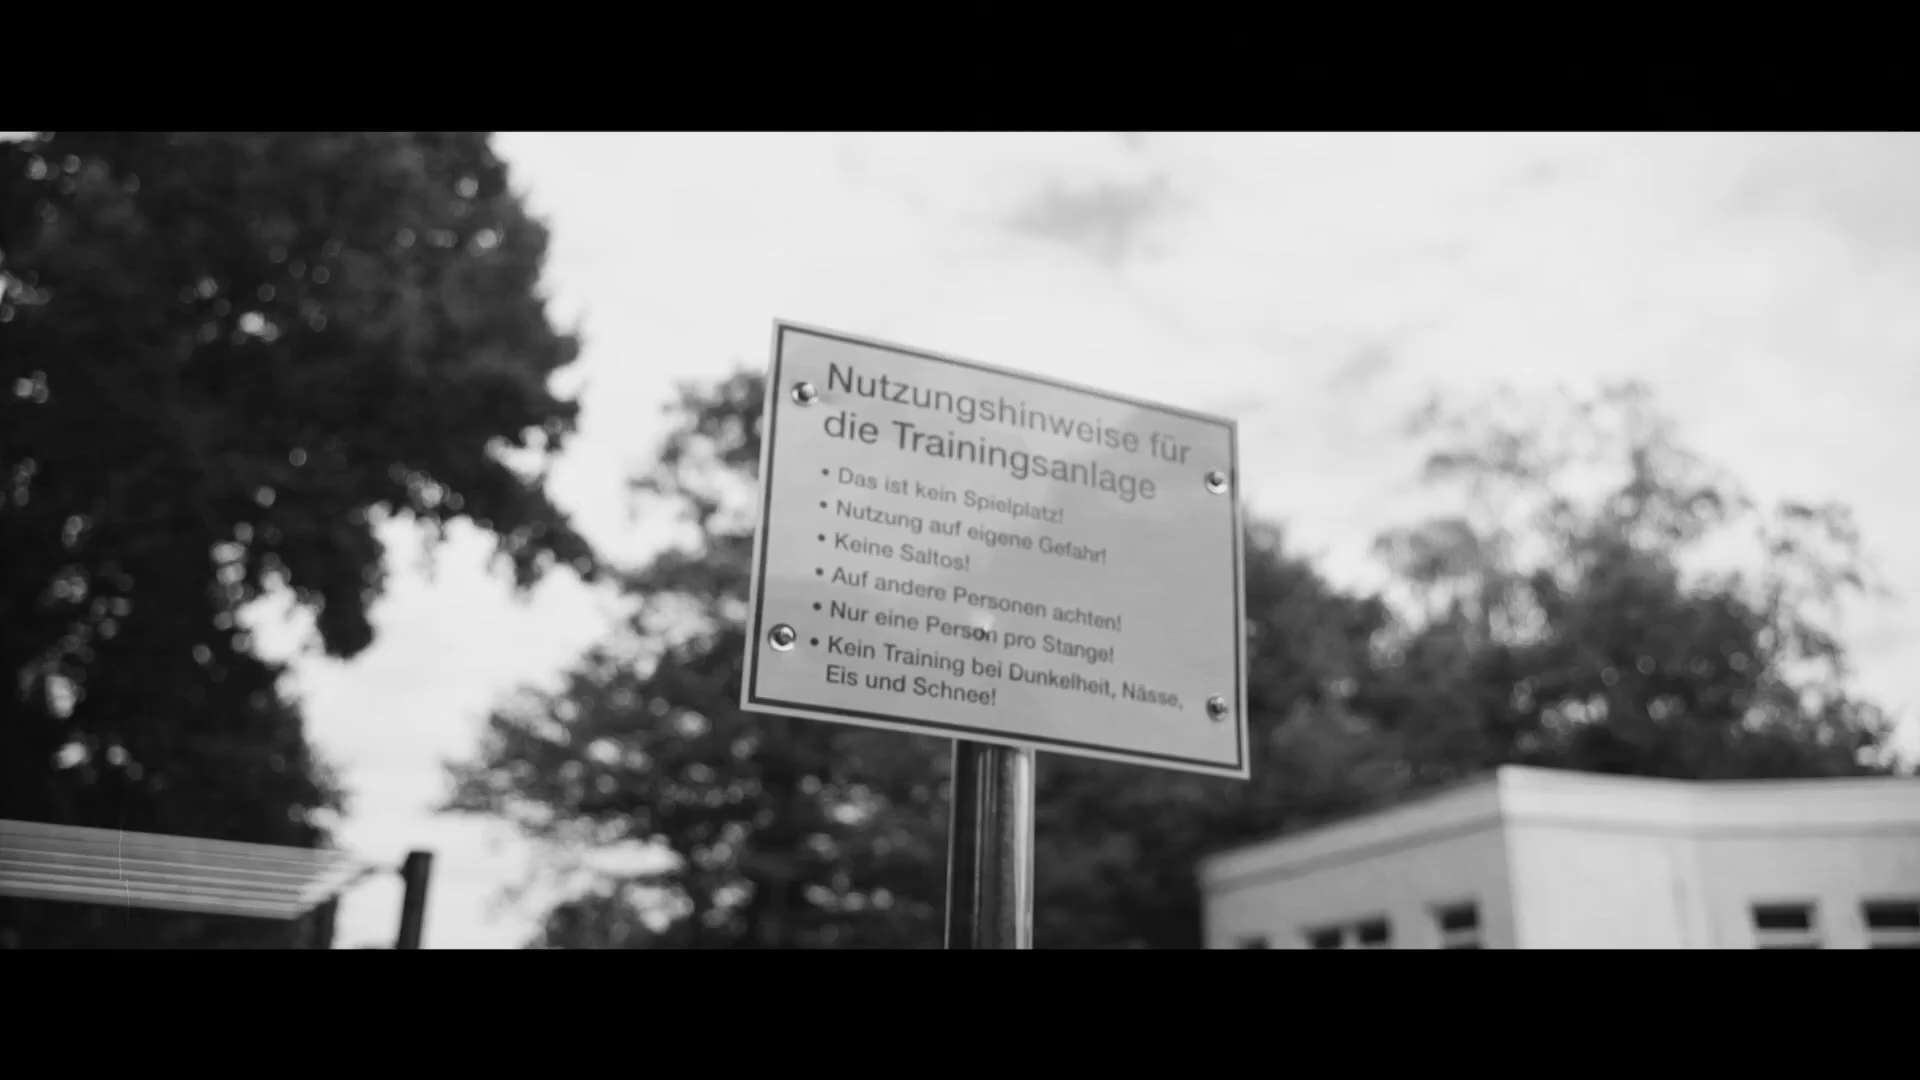 Nutzungshinweise für
die Trainingsanlage
• Das ist kein Spielplatz!
• Nutzung auf eigene Gefahr!
• Keine Saltos!
• Auf andere Personen achten!
• Nur eine Person pro Stange!
• Kein Training bei Dunkelheit, Nässe,
Eis und Schnee!